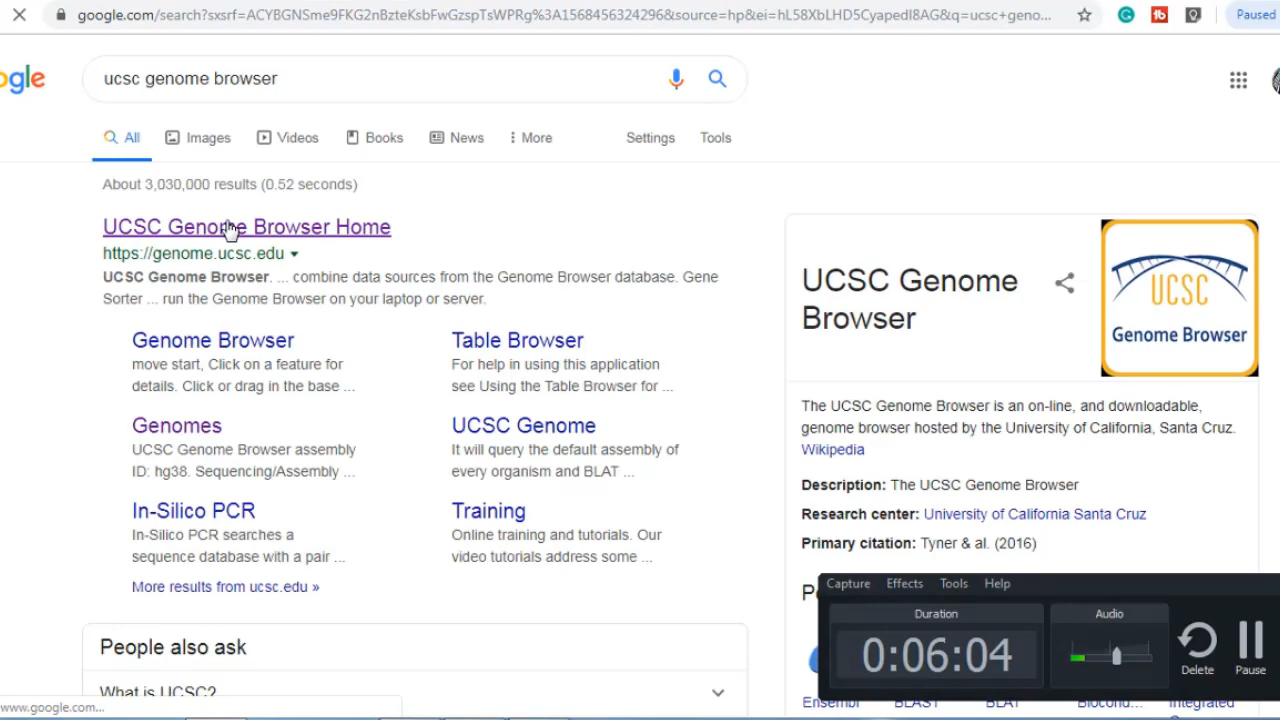 google.com/search?sxsrf=ACYBGNSme9FKG2nBzteKsbFwGzspTsWPRg%3A1568456324296&source=hp&ei=hL58XbLHD5CyapedI8AG&q=ucsc+geno...
Paused
ogle
ucsc genome browser
All Images Videos Books News More Settings Tools
About 3,030,000 results (0.52 seconds)
UCSC Genome Browser Home
https://genome.ucsc.edu
UCSC Genome Browser. ... combine data sources from the Genome Browser database. Gene
Sorter ... run the Genome Browser on your laptop or server.
Genome Browser
move start, Click on a feature for
details. Click or drag in the base ...
Table Browser
For help in using this application
see Using the Table Browser for ...
Genomes
UCSC Genome Browser assembly
ID: hg38. Sequencing/Assembly ...
UCSC Genome
It will query the default assembly of
every organism and BLAT ...
In-Silico PCR
In-Silico PCR searches a
sequence database with a pair ...
Training
Online training and tutorials. Our
video tutorials address some ...
More results from ucsc.edu »
People also ask
What is UCSC?
www.google.com...
UCSC Genome
Browser
UCSC
Genome Browser
The UCSC Genome Browser is an on-line, and downloadable,
genome browser hosted by the University of California, Santa Cruz.
Wikipedia
Description: The UCSC Genome Browser
Research center: University of California Santa Cruz
Primary citation: Tyner & al. (2016)
Capture Effects Tools Help
Duration
0:06:04
Audio
Delete
Pause
Ensembl BLAST BLAT Biocond... Integrated